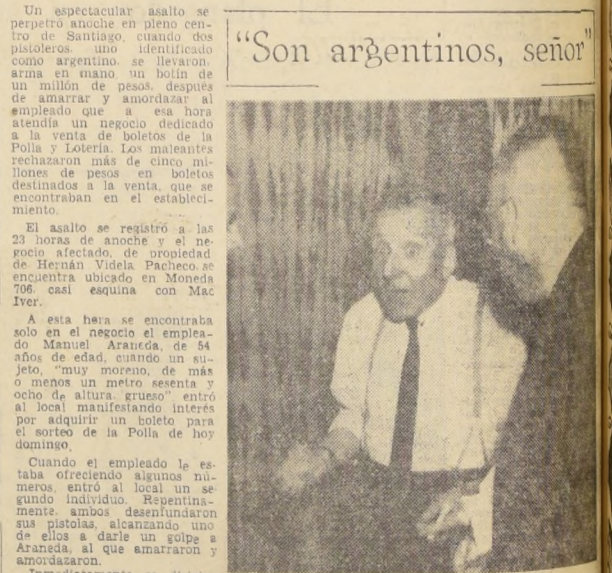 Un espectacular asalto se
perpetró anoche en pleno cen-
tro de Santiago, cuando dos
pistoleros, uno identificado
como argentino, se llevaron,
arma en mano, un botín de
un millón de pesos, después
de amarrar y amordazar al
empleado que a esa hora
atendía un negocio dedicado
a la venta de boletos de la
Polla y Lotería. Los maleantes
rechazaron más de cinco mi-
llones de pesos en boletos
destinados a la venta, que se
encontraban en el estableci-
miento.
El asalto se registró a las
23 horas de anoche y el ne-
gocio afectado, de propiedad
de Hernán Videla Pacheco, se
encuentra ubicado en Moneda
706, casi esquina con Mac
Iver.
A esta hora se encontraba
solo en el negocio el emplea-
do Manuel Araneda, de 54
años de edad, cuando un su-
jeto, "muy moreno, de más
o menos un metro sesenta y
ocho de altura, grueso" entró
al local manifestando interés
por adquirir un boleto para
el sorteo de la Polla de hoy
domingo.
Cuando el empleado le es-
taba ofreciendo algunos nú-
meros, entró al local un se-
gundo individuo. Repentina-
mente, ambos desenfundaron
sus pistolas, alcanzando uno
de ellos a darle un golpe a
Araneda, al que amarraron y
amordazaron.
"Son argentinos, señor"